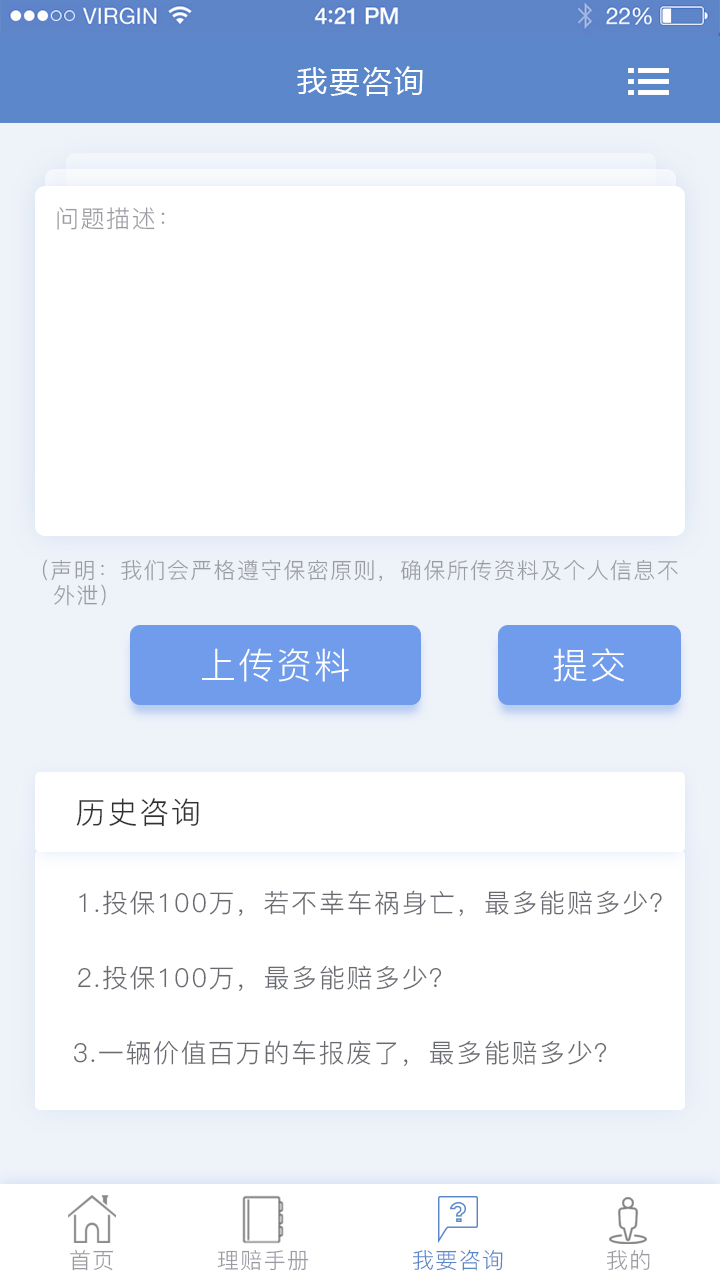 VIRGIN 4:21 PM 22%
我要咨询
问题描述：
（声明：我们会严格遵守保密原则，确保所传资料及个人信息不
外泄）
上传资料 提交
历史咨询
1.投保100万，若不幸车祸身亡，最多能赔多少？
2.投保100万，最多能赔多少？
3.一辆价值百万的车报废了，最多能赔多少？
?
首页 理赔手册 我要咨询 我的